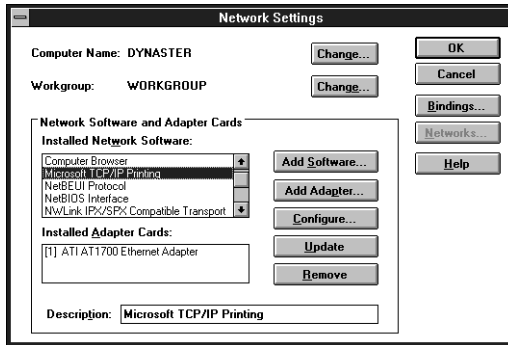 Network Settings
Computer Name: DYNASTER
Change...
OK
Cancel
Workgroup: WORKGROUP
Change...
Bindings...
Networks...
Help
Network Software and Adapter Cards
Installed Network Software:
Computer Browser
Microsoft TCP/IP Printing
NetBEUI Protocol
NetBIOS Interface
NWLink IPX/SPX Compatible Transport
Add Software...
Add Adapter...
Configure...
Update
Remove
Installed Adapter Cards:
[1] ATI AT1700 Ethernet Adapter
Description: Microsoft TCP/IP Printing